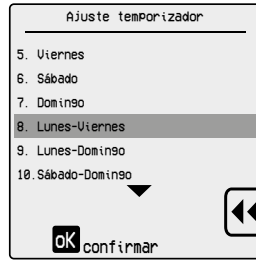 Ajuste temporizador
5. Viernes
6. Sábado
7. Domingo
8. Lunes-Viernes
9. Lunes-Domingo
10.Sábado-Domingo
oK confirmar